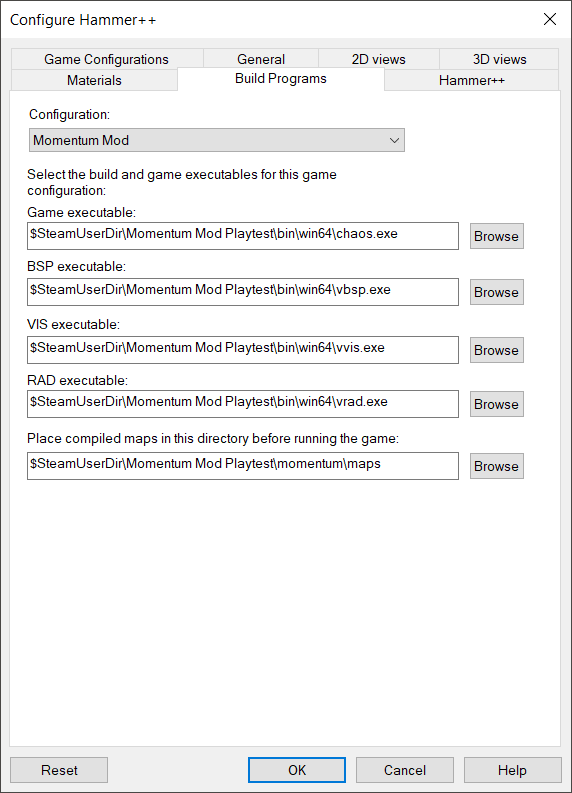 Configure Hammer++
Game Configurations
General
2D views
3D views
Materials
Build Programs
Hammer++
Configuration:
Momentum Mod
Select the build and game executables for this game
configuration:
Game executable:
$SteamUserDir\Momentum Mod Playtest\bin\win64\chaos.exe
Browse
BSP executable:
$SteamUserDir\Momentum Mod Playtest\bin\win64\vbsp.exe
Browse
VIS executable:
$SteamUserDir\Momentum Mod Playtest\bin\win64\vvis.exe
Browse
RAD executable:
$SteamUserDir\Momentum Mod Playtest\bin\win64\vrad.exe
Browse
Place compiled maps in this directory before running the game:
$SteamUserDir\Momentum Mod Playtest\momentum\maps
Browse
Reset
OK
Cancel
Help